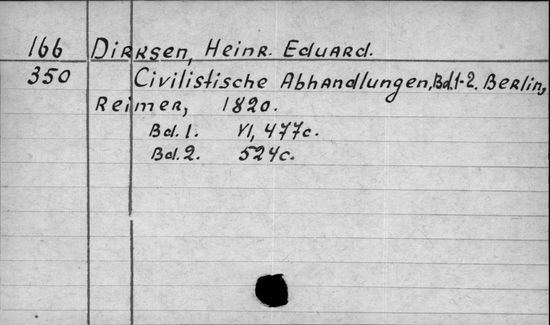 166 Dirksen, Heinr. Eduard.
350 Civilistische Abhandlungen, Bd.1-2. Berlin,
Reimer, 1820.
Bd. 1. VI, 477c.
Bd. 2. 524c.